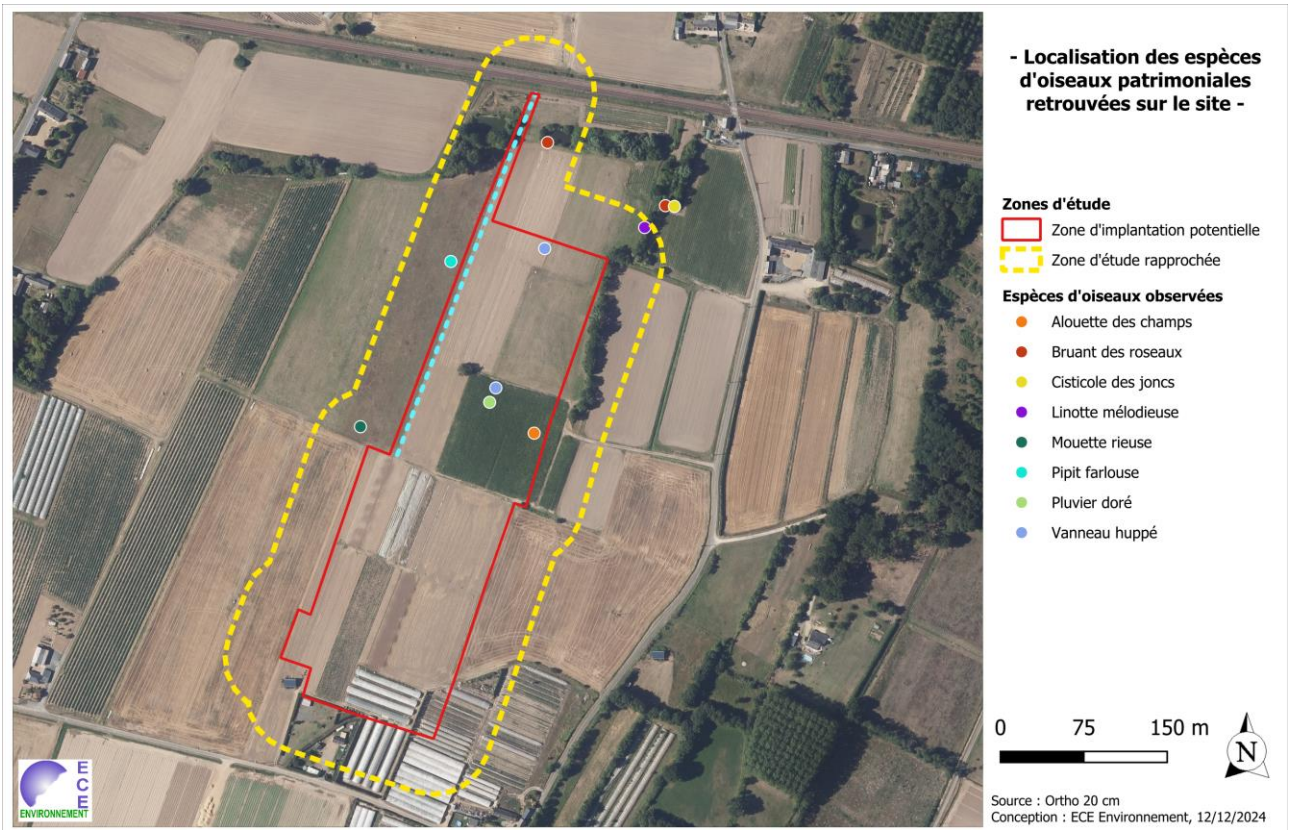 - Localisation des espèces
d'oiseaux patrimoniales
retrouvées sur le site -
Zones d'étude
Zone d'implantation potentielle
Zone d'étude rapprochée
Espèces d'oiseaux observées
Alouette des champs
Bruant des roseaux
Cisticole des joncs
Linotte mélodieuse
Mouette rieuse
Pipit farlouse
Pluvier doré
Vanneau huppé
0 75 150 m
N
Source : Ortho 20 cm
Conception : ECE Environnement, 12/12/2024
ECE
ENVIRONNEMENT